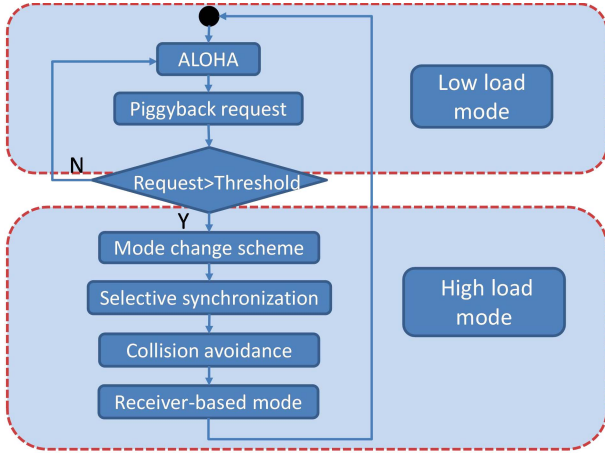 ALOHA
Piggyback request
Low load
mode
N
Request>Threshold
Y
Mode change scheme
Selective synchronization
High load
mode
Collision avoidance
Receiver-based mode